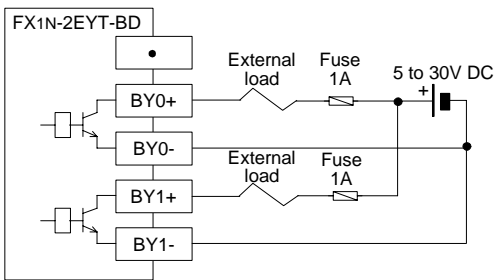 FX1N-2EYT-BD
External load
Fuse 1A
5 to 30V DC
+
BY0+
BY0-
External load
Fuse 1A
BY1+
BY1-